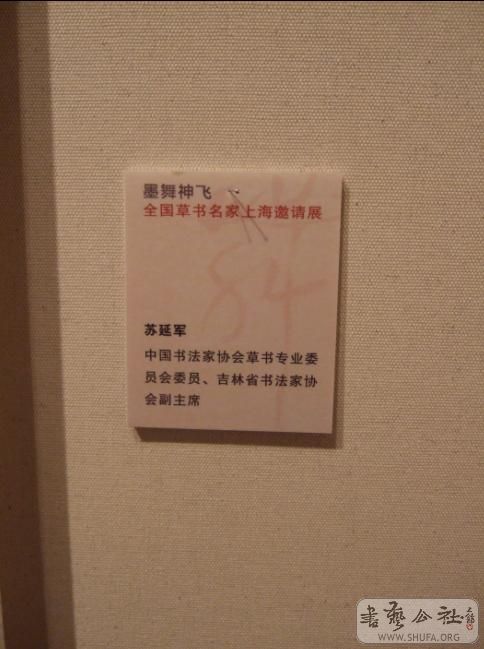 墨舞神飞
全国草书名家上海邀请展
苏延军
中国书法家协会草书专业委
员会委员、吉林省书法家协
会副主席
書藝公社
WWW.SHUFA.ORG